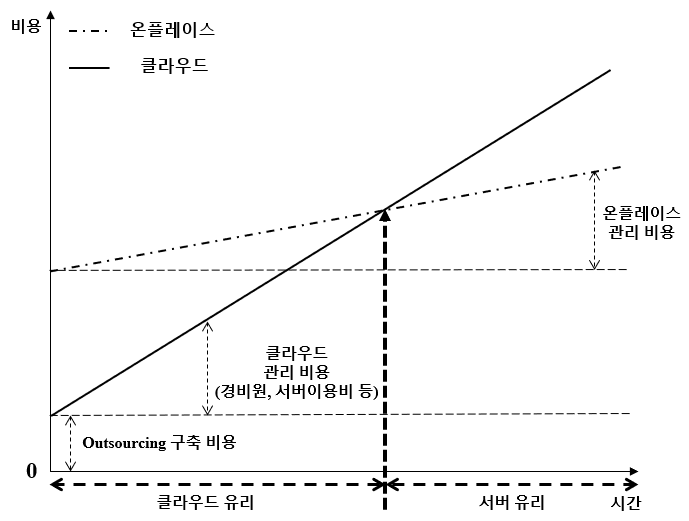 비용
온플레이스
클라우드
온플레이스
관리 비용
클라우드
관리 비용
(경비원, 서버이용비 등)
Outsourcing 구축 비용
0
클라우드 유리
서버 유리
시간